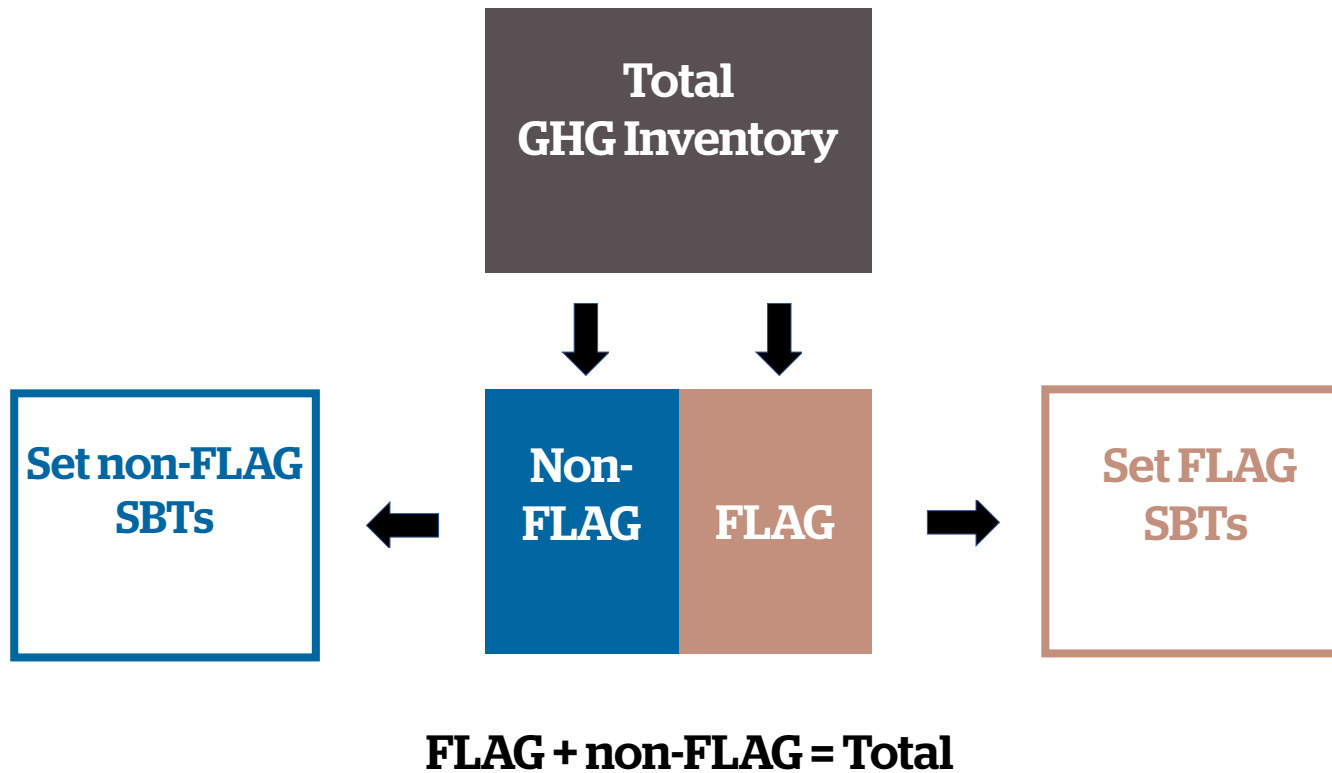 Total
GHG Inventory
Set non-FLAG
SBTs
Non-
FLAG
FLAG
Set FLAG
SBTs
FLAG + non-FLAG = Total